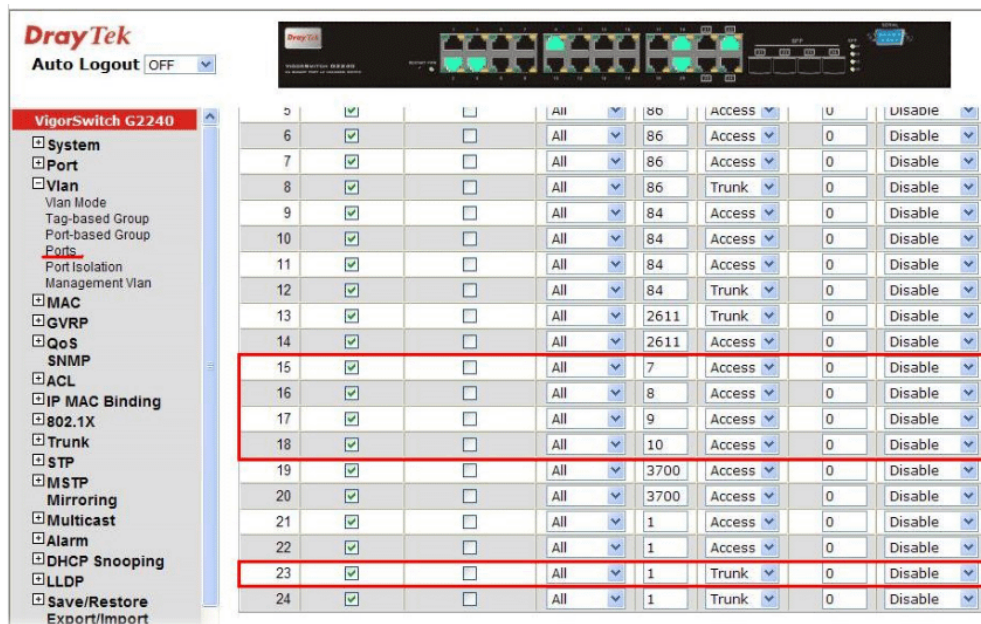 DrayTek
Auto Logout OFF
DrayTek
VIGORSWITCH G2240
SERIAL
SFP
VigorSwitch G2240
System
Port
Vlan
Vlan Mode
Tag-based Group
Port-based Group
Ports
Port Isolation
Management Vlan
MAC
GVRP
QoS
SNMP
ACL
IP MAC Binding
802.1X
Trunk
STP
MSTP
Mirroring
Multicast
Alarm
DHCP Snooping
LLDP
Save/Restore
Export/Import
5 All 86 Access 0 Disable
6 All 86 Access 0 Disable
7 All 86 Access 0 Disable
8 All 86 Trunk 0 Disable
9 All 84 Access 0 Disable
10 All 84 Access 0 Disable
11 All 84 Access 0 Disable
12 All 84 Trunk 0 Disable
13 All 2611 Trunk 0 Disable
14 All 2611 Access 0 Disable
15 All 7 Access 0 Disable
16 All 8 Access 0 Disable
17 All 9 Access 0 Disable
18 All 10 Access 0 Disable
19 All 3700 Access 0 Disable
20 All 3700 Access 0 Disable
21 All 1 Access 0 Disable
22 All 1 Access 0 Disable
23 All 1 Trunk 0 Disable
24 All 1 Trunk 0 Disable